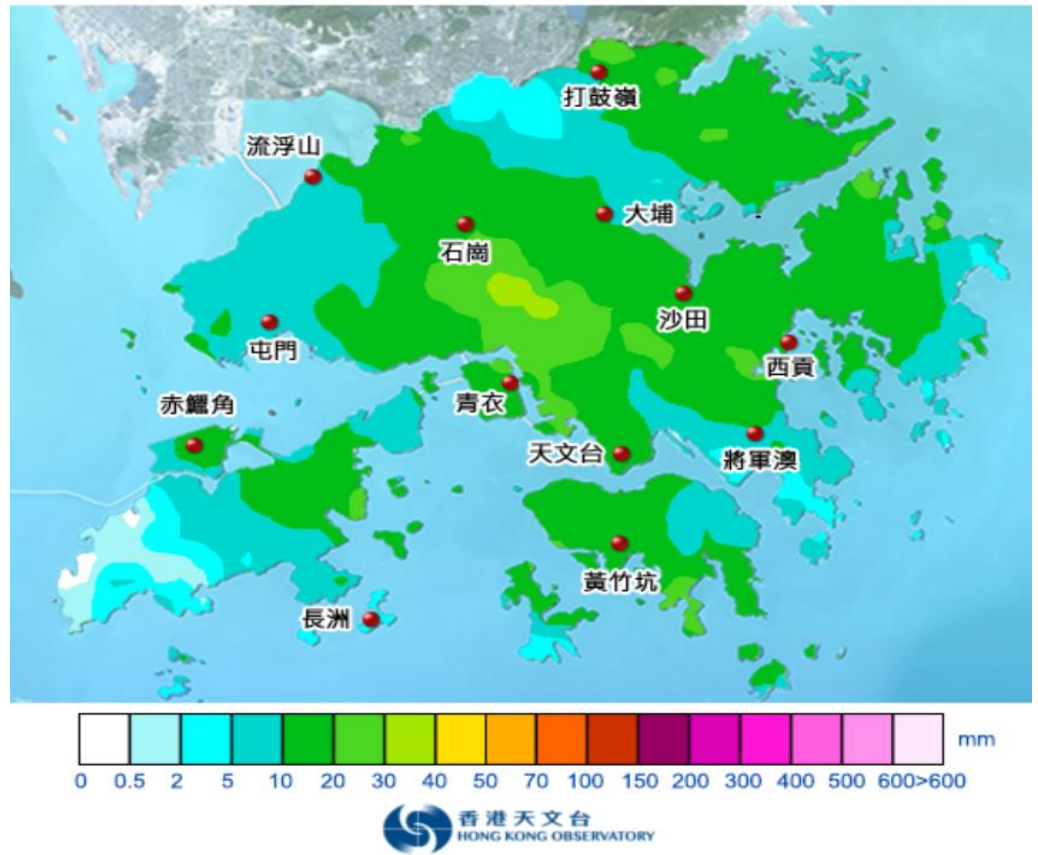 打鼓嶺
流浮山
大埔
石崗
沙田
西貢
屯門
青衣
赤鱲角
天文台
將軍澳
黃竹坑
長洲
mm
0 0.5 2 5 10 20 30 40 50 70 100 150 200 300 400 500 600>600
香港天文台
HONG KONG OBSERVATORY